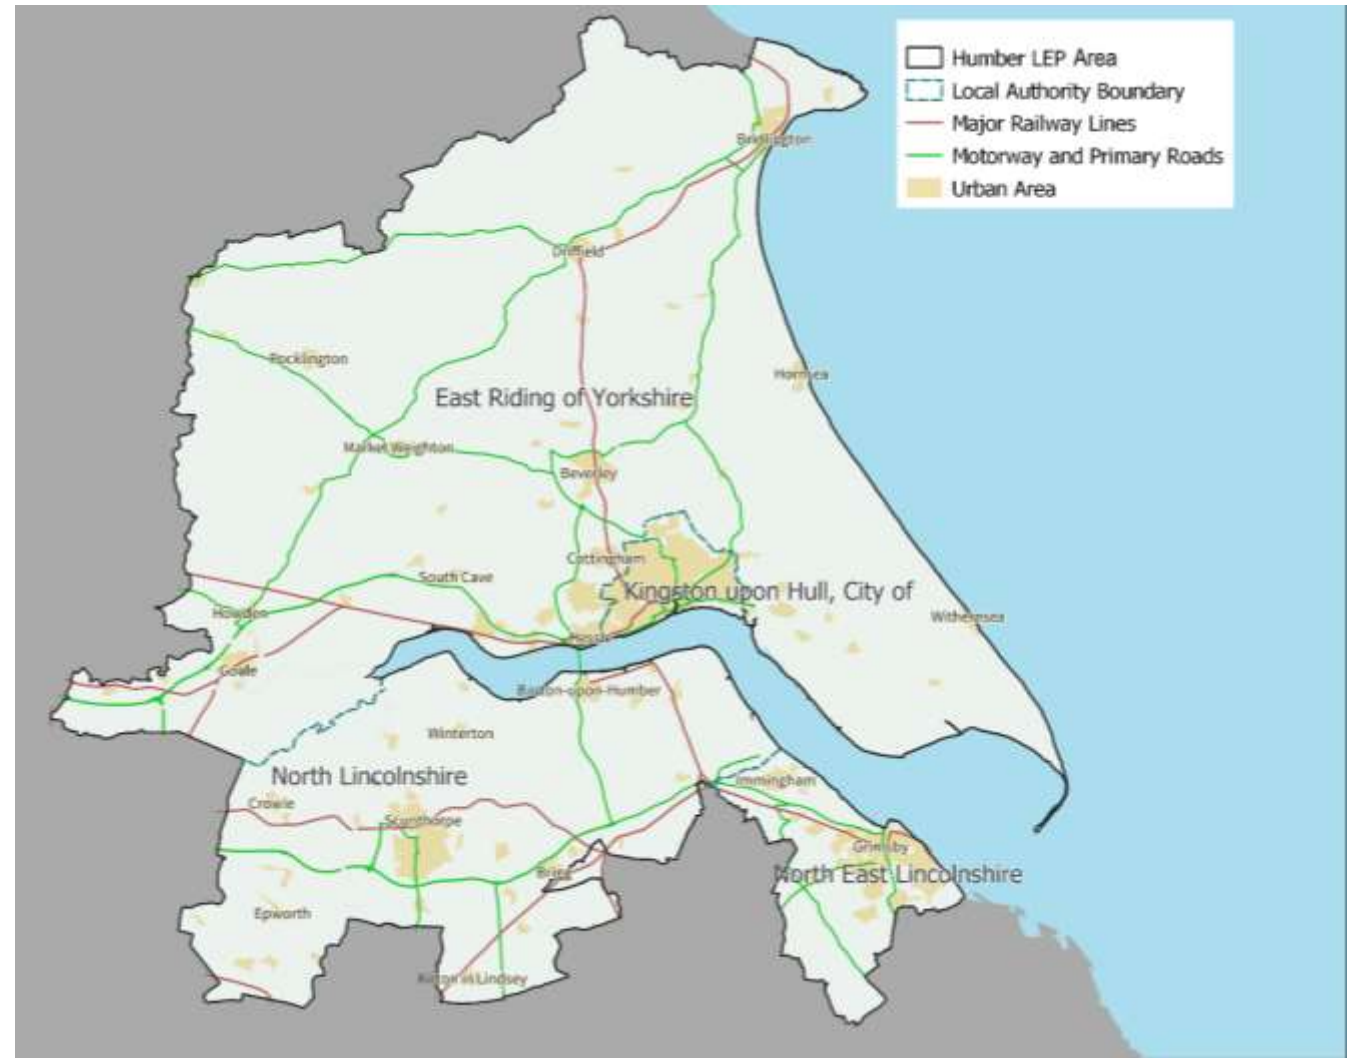 Humber LEP Area
Local Authority Boundary
Major Railway Lines
Motorway and Primary Roads
Urban Area
Bridlington
Driffield
Pocklington
Hornsea
East Riding of Yorkshire
Market Weighton
Beverley
Cottingham
South Cave
Kingston upon Hull, City of
Howden
Withernsea
Hessle
Goole
Barton-upon-Humber
Winterton
North Lincolnshire
Immingham
Crowle
Scunthorpe
Grimsby
Brigg
North East Lincolnshire
Epworth
Kirton in Lindsey